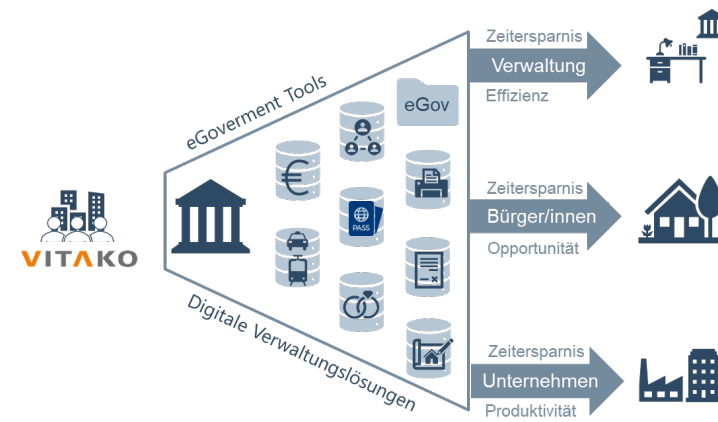 VITAKO
eGoverment Tools
eGov
€
PASS
Digitale Verwaltungslösungen
Zeitersparnis
Verwaltung
Effizienz
Zeitersparnis
Bürger/innen
Opportunität
Zeitersparnis
Unternehmen
Produktivität